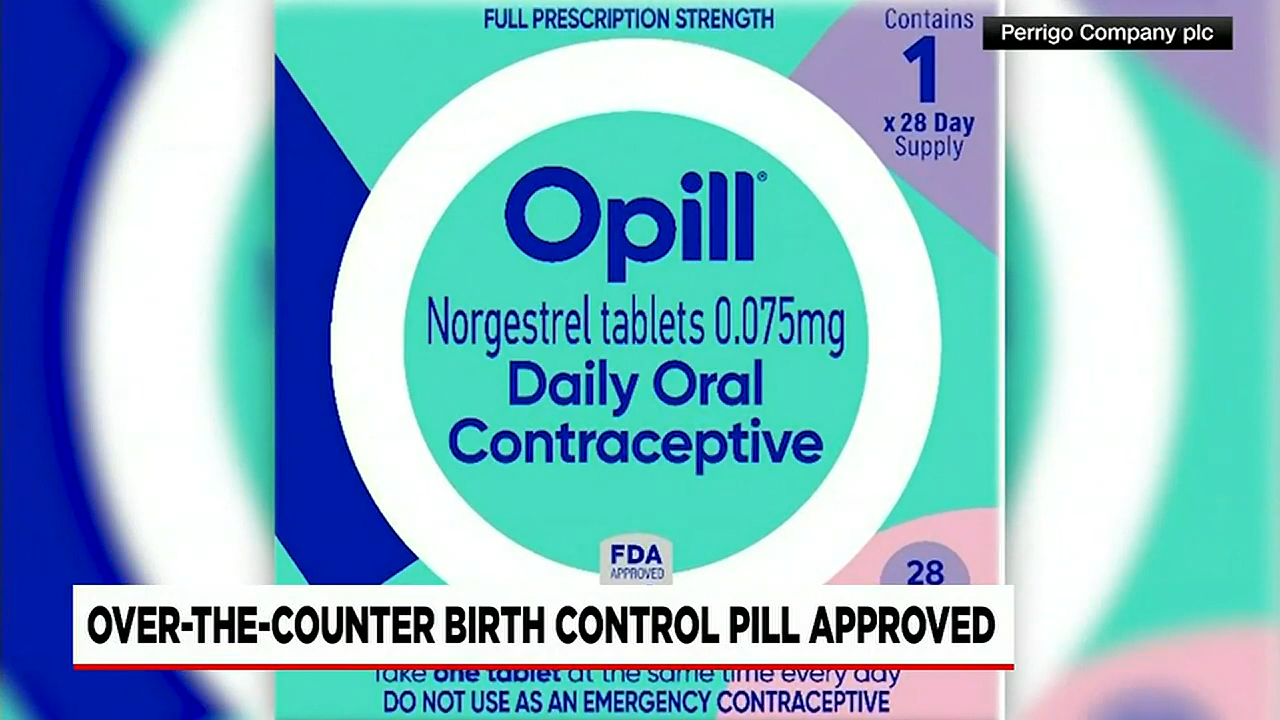 FULL PRESCRIPTION STRENGTH
Contains
1
x 28 Day
Supply
Perrigo Company plc
Opill®
Norgestrel tablets 0.075mg
Daily Oral
Contraceptive
FDA
APPROVED
28
OVER-THE-COUNTER BIRTH CONTROL PILL APPROVED
Take one tablet at the same time every day
DO NOT USE AS AN EMERGENCY CONTRACEPTIVE